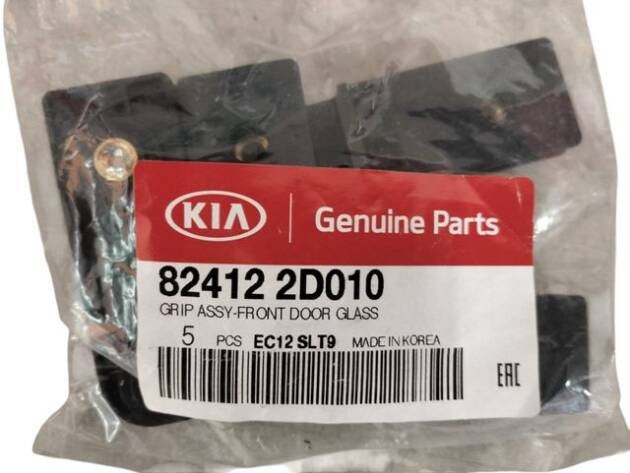 KIA Genuine Parts
82412 2D010
GRIP ASSY-FRONT DOOR GLASS
5 PCS EC12 SLT9 MADE IN KOREA
EAC